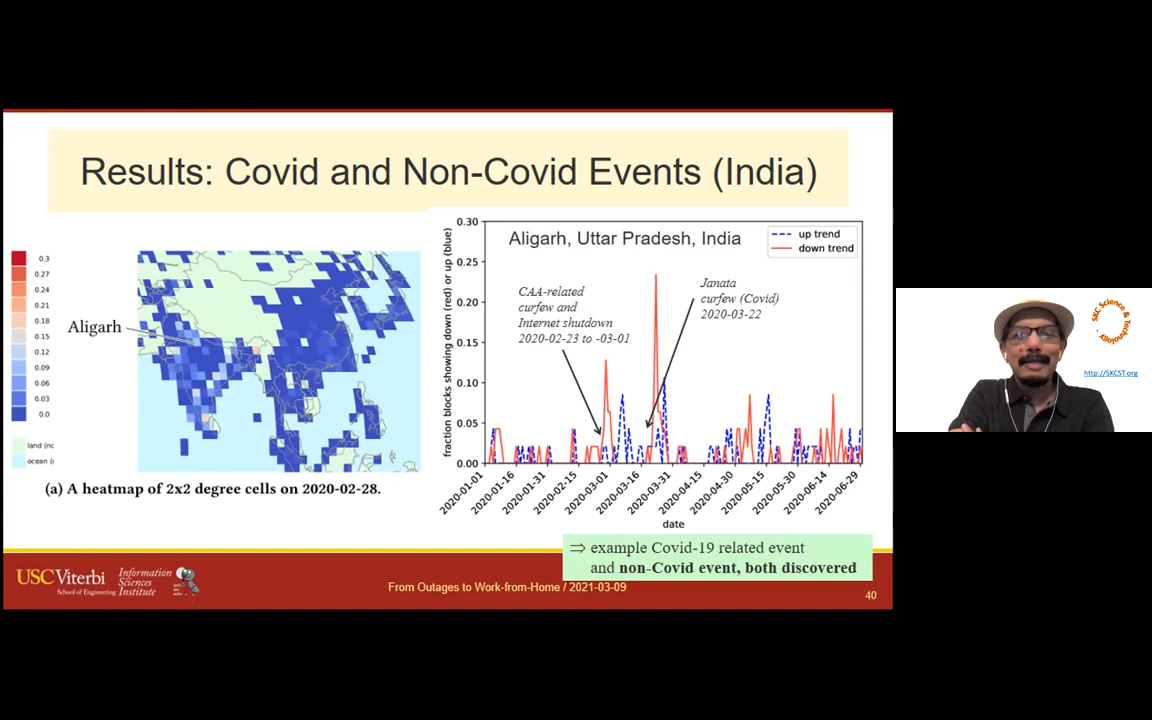 Results: Covid and Non-Covid Events (India)
0.3
0.27
0.24
0.21
0.18
0.15
0.12
0.09
0.06
0.03
0.0
land (no
ocean (
Aligarh
(a) A heatmap of 2x2 degree cells on 2020-02-28.
fraction blocks showing down (red) or up (blue)
0.30
0.25
0.20
0.15
0.10
0.05
0.00
Aligarh, Uttar Pradesh, India
up trend
down trend
CAA-related
curfew and
Internet shutdown
2020-02-23 to -03-01
Janata
curfew (Covid)
2020-03-22
2020-01-01
2020-01-16
2020-01-31
2020-02-15
2020-03-01
2020-03-16
2020-03-31
2020-04-15
2020-04-30
2020-05-15
2020-05-30
2020-06-14
2020-06-29
date
⇒ example Covid-19 related event
and non-Covid event, both discovered
USC Viterbi
School of Engineering
Information
Sciences
Institute
From Outages to Work-from-Home / 2021-03-09
40
SKC Science & Technology
http://SKCST.org